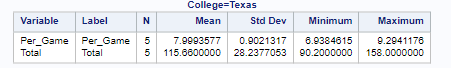 College=Texas
Variable Label N Mean Std Dev Minimum Maximum
Per_Game Per_Game 5 7.9993577 0.9021317 6.9384615 9.2941176
Total Total 5 115.6600000 28.2377053 90.2000000 158.0000000